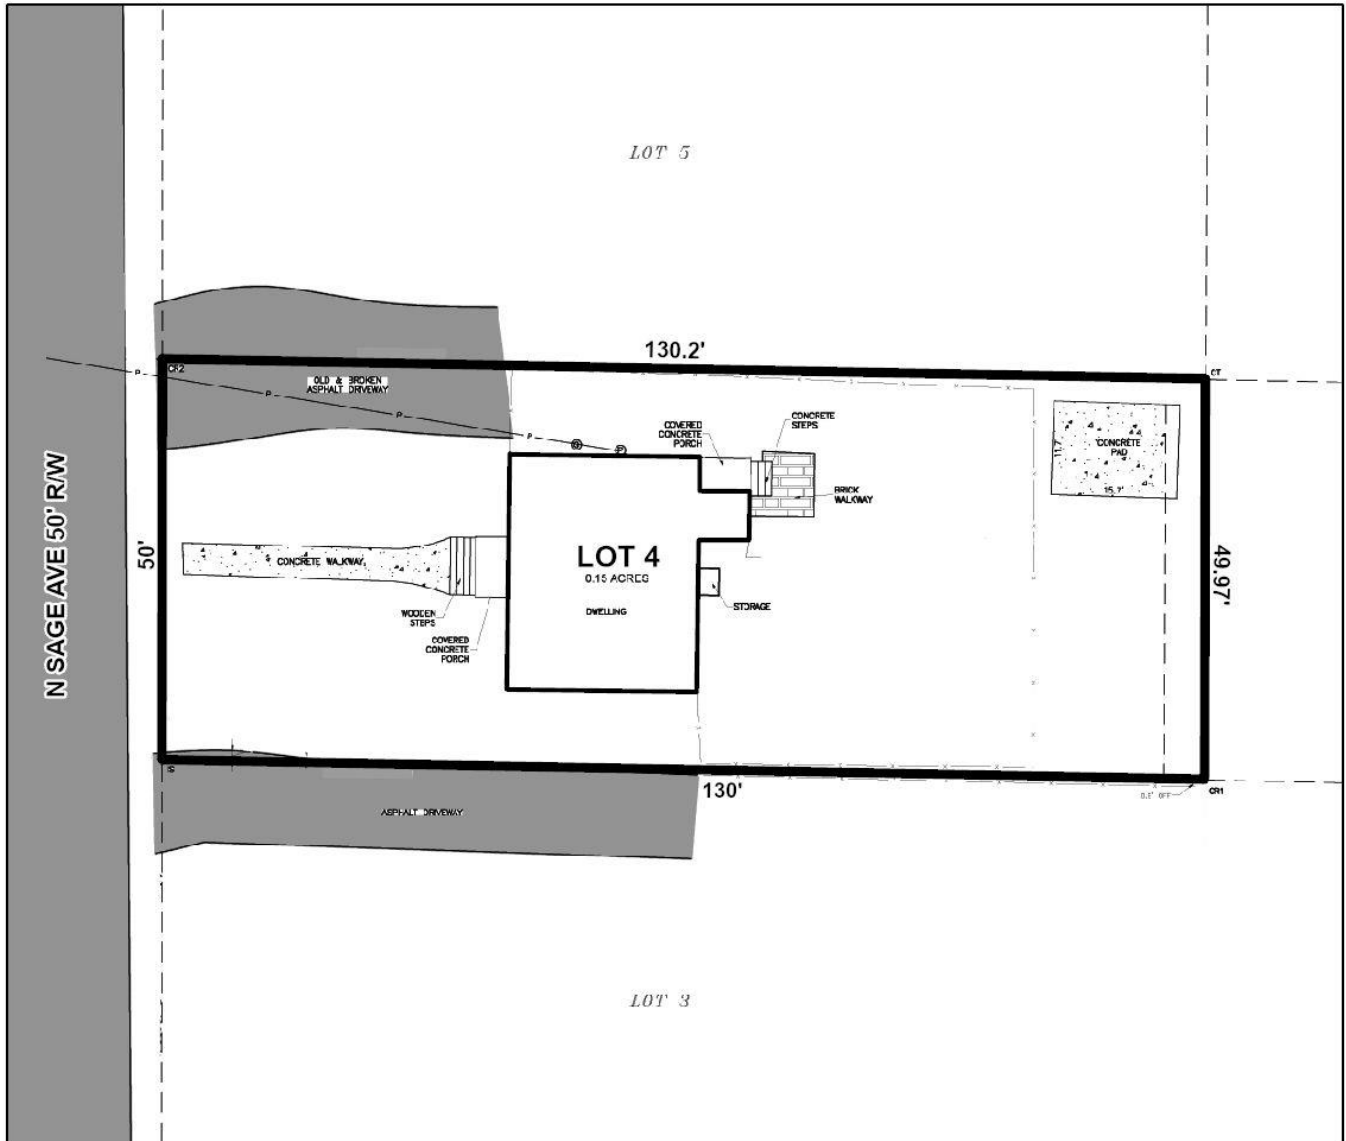 LOT 5
130.2'
CR2
CT
OLD & BROKEN
ASPHALT DRIVEWAY
CONCRETE
STEPS
COVERED
CONCRETE
PORCH
CONCRETE
PAD
11.7'
15.7'
BRICK
WALKWAY
N SAGE AVE 50' R/W
50'
CONCRETE WALKWAY
LOT 4
0.15 ACRES
DWELLING
49.97'
STORAGE
WOODEN
STEPS
COVERED
CONCRETE
PORCH
130'
CR1
ASPHALT DRIVEWAY
LOT 3